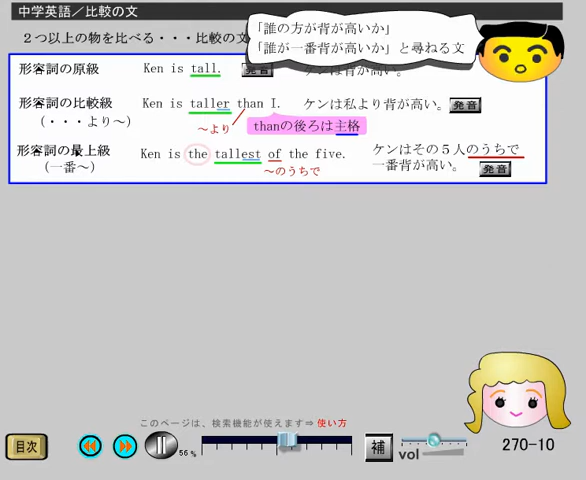 中学英語／比較の文
２つ以上の物を比べる・・・比較の文
「誰の方が背が高いか」
「誰が一番背が高いか」と尋ねる文
形容詞の原級 Ken is tall. 発音 ケンは背が高い。
形容詞の比較級 Ken is taller than I. ケンは私より背が高い。 発音
（・・・より〜） 〜より thanの後ろは主格
形容詞の最上級 Ken is the tallest of the five. ケンはその５人のうちで
（一番〜） 〜のうちで 一番背が高い。 発音
このページは、検索機能が使えます⇒ 使い方
目次 56 % 補 vol 270-10